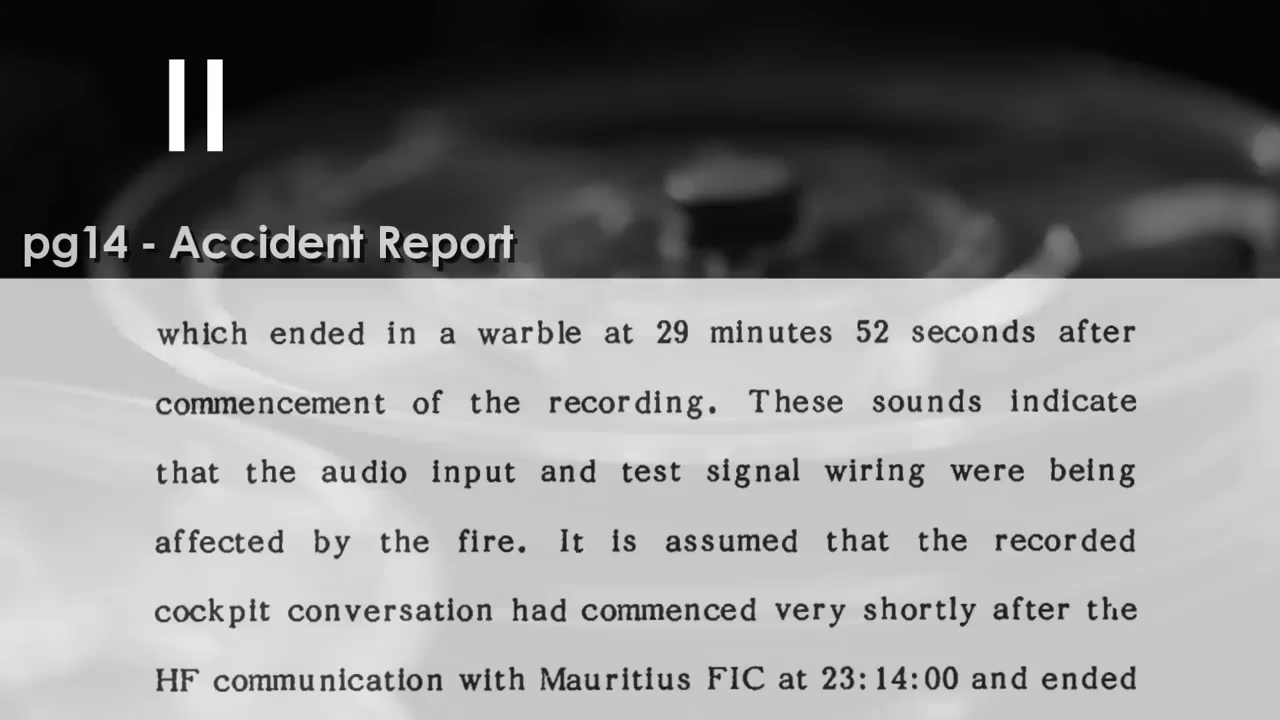 pg14 - Accident Report
which ended in a warble at 29 minutes 52 seconds after
commencement of the recording. These sounds indicate
that the audio input and test signal wiring were being
affected by the fire. It is assumed that the recorded
cockpit conversation had commenced very shortly after the
HF communication with Mauritius FIC at 23:14:00 and ended